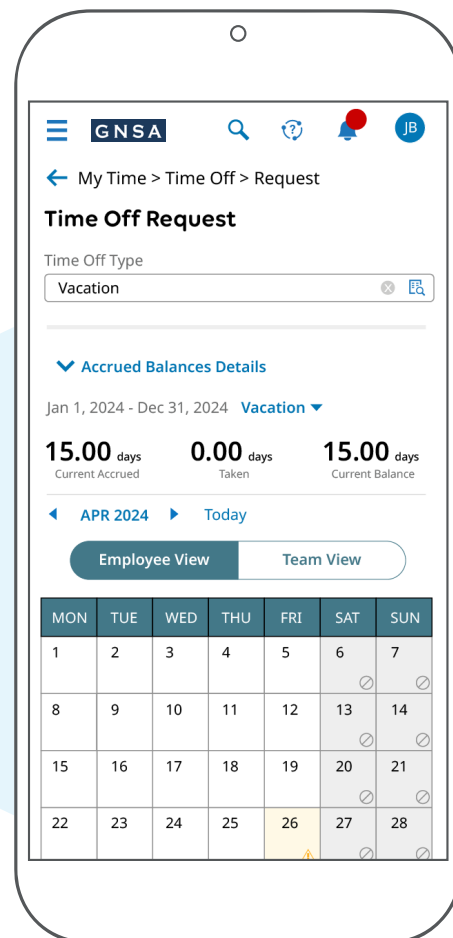 GNSA ? JB
My Time > Time Off > Request
Time Off Request
Time Off Type
Vacation
Accrued Balances Details
Jan 1, 2024 - Dec 31, 2024 Vacation
15.00 days 0.00 days 15.00 days
Current Accrued Taken Current Balance
APR 2024 Today
Employee View Team View
MON TUE WED THU FRI SAT SUN
1 2 3 4 5 6 7
8 9 10 11 12 13 14
15 16 17 18 19 20 21
22 23 24 25 26 27 28